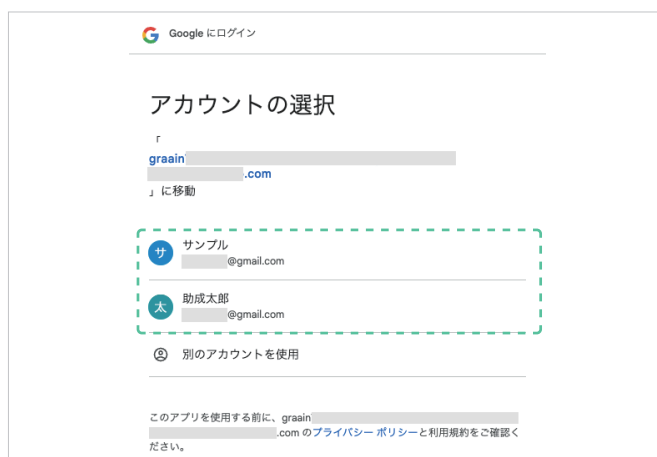 Google にログイン
アカウントの選択
「
graain
.com
」に移動
サ
サンプル
@gmail.com
太
助成太郎
@gmail.com
別のアカウントを使用
このアプリを使用する前に、graain
.com のプライバシー ポリシーと利用規約をご確認く
ださい。